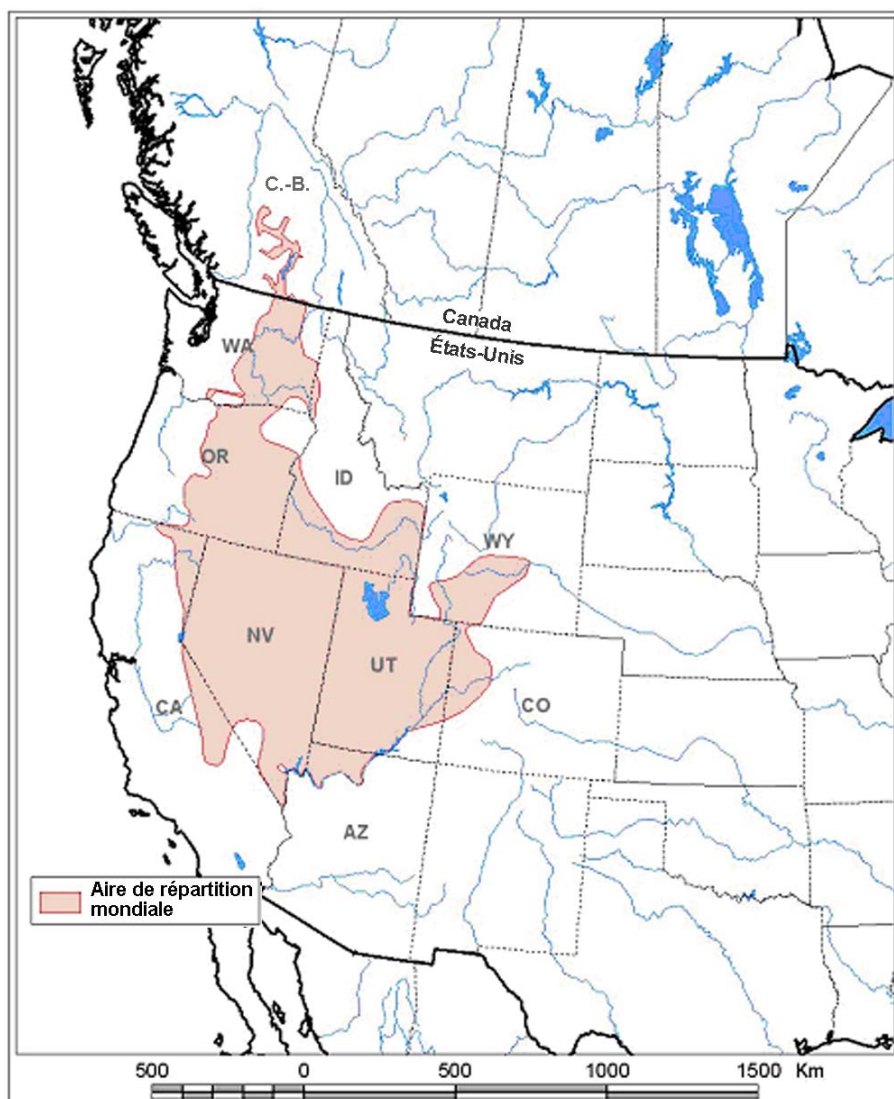 C.-B.
Canada
États-Unis
WA
OR
ID
WY
NV
UT
CA
CO
AZ
Aire de répartition
mondiale
500 0 500 1000 1500 Km